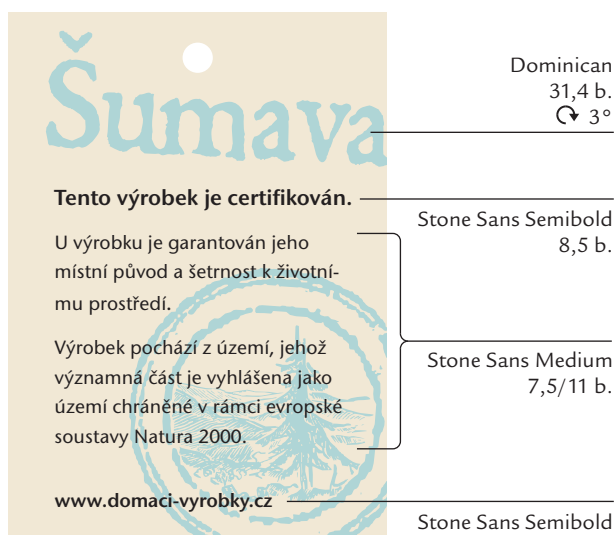 Šumava
Dominican
31,4 b.
3°
Tento výrobek je certifikován.
Stone Sans Semibold
8,5 b.
U výrobku je garantován jeho
místní původ a šetrnost k životní-
mu prostředí.
Výrobek pochází z území, jehož
významná část je vyhlášena jako
území chráněné v rámci evropské
soustavy Natura 2000.
Stone Sans Medium
7,5/11 b.
www.domaci-vyrobky.cz
Stone Sans Semibold